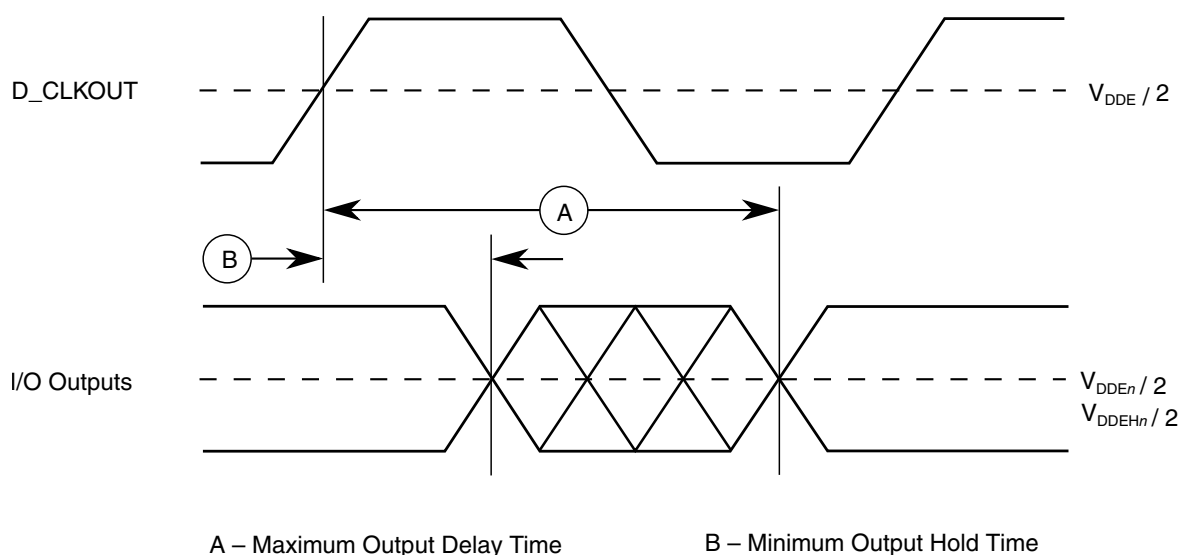 D_CLKOUT
V_DDE / 2
A
B
I/O Outputs
V_DDEn / 2
V_DDEHn / 2
A – Maximum Output Delay Time B – Minimum Output Hold Time